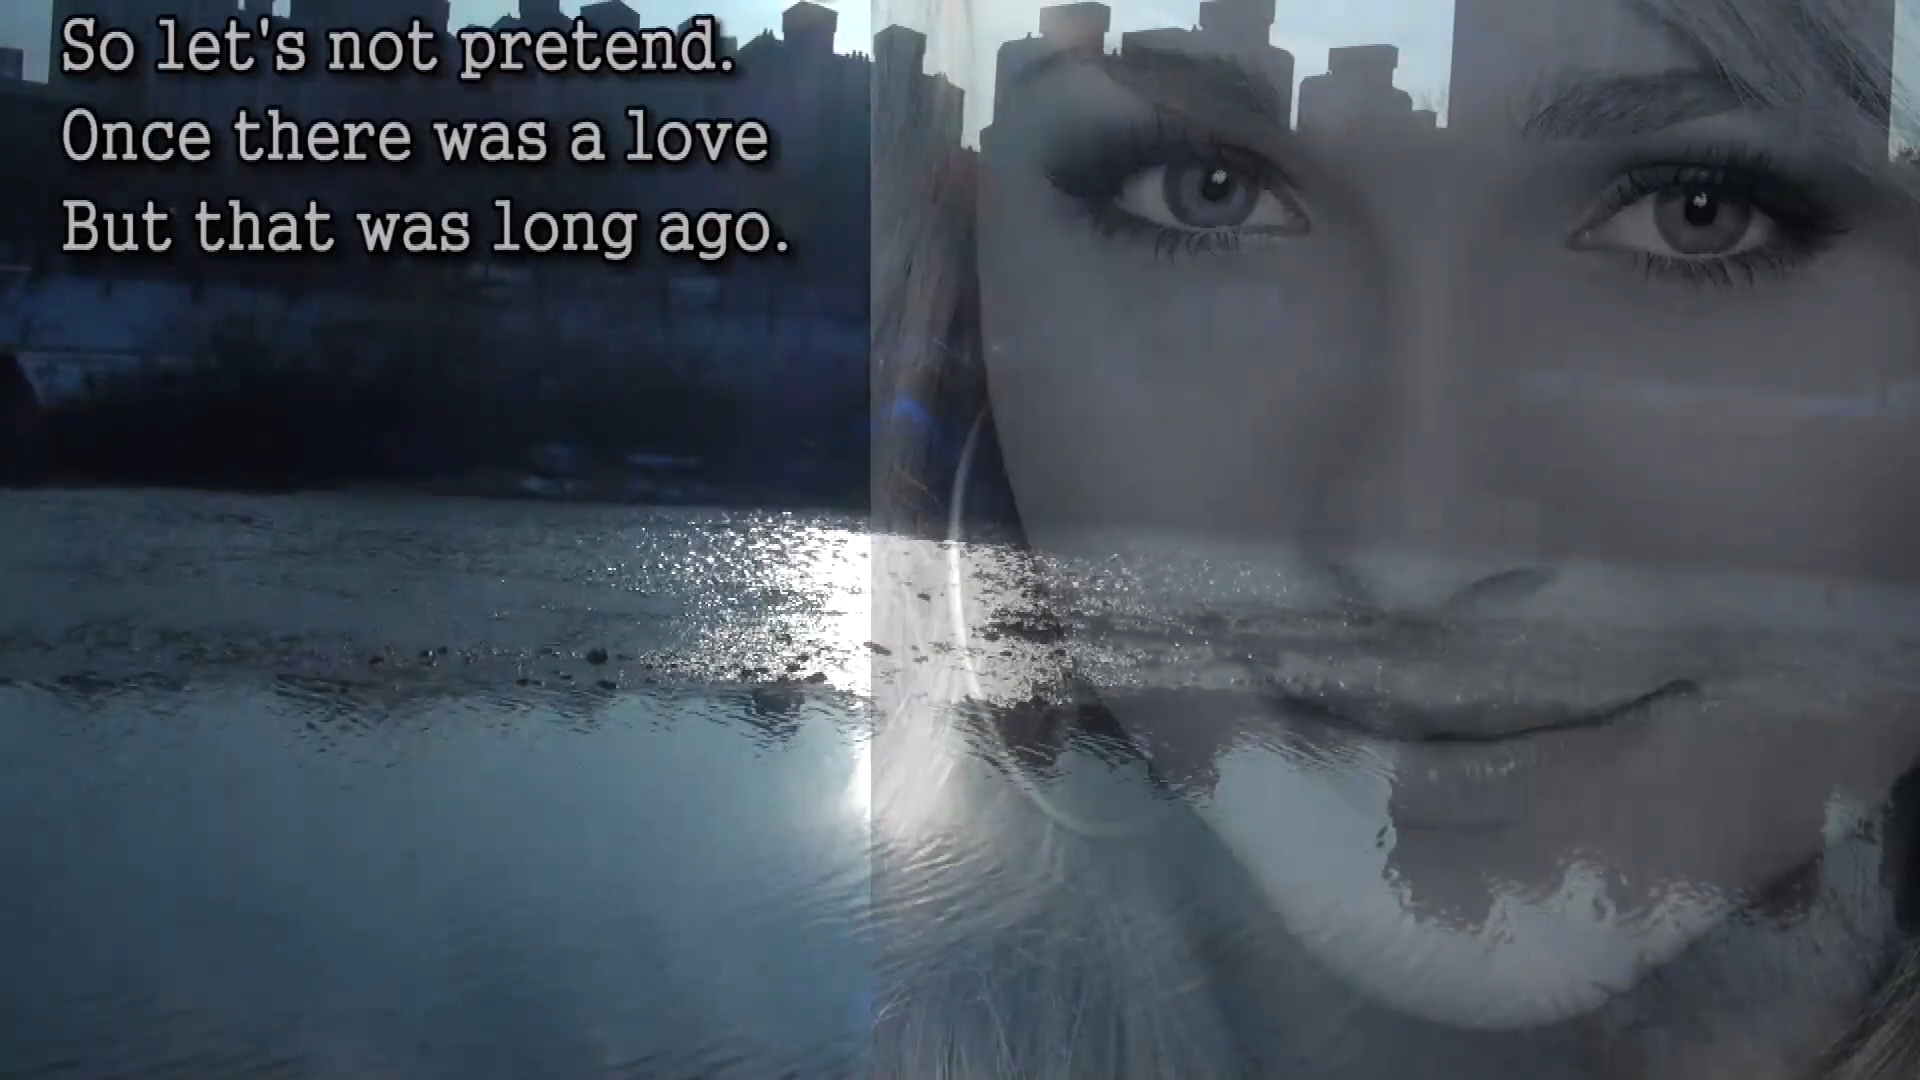 So let's not pretend.
Once there was a love
But that was long ago.